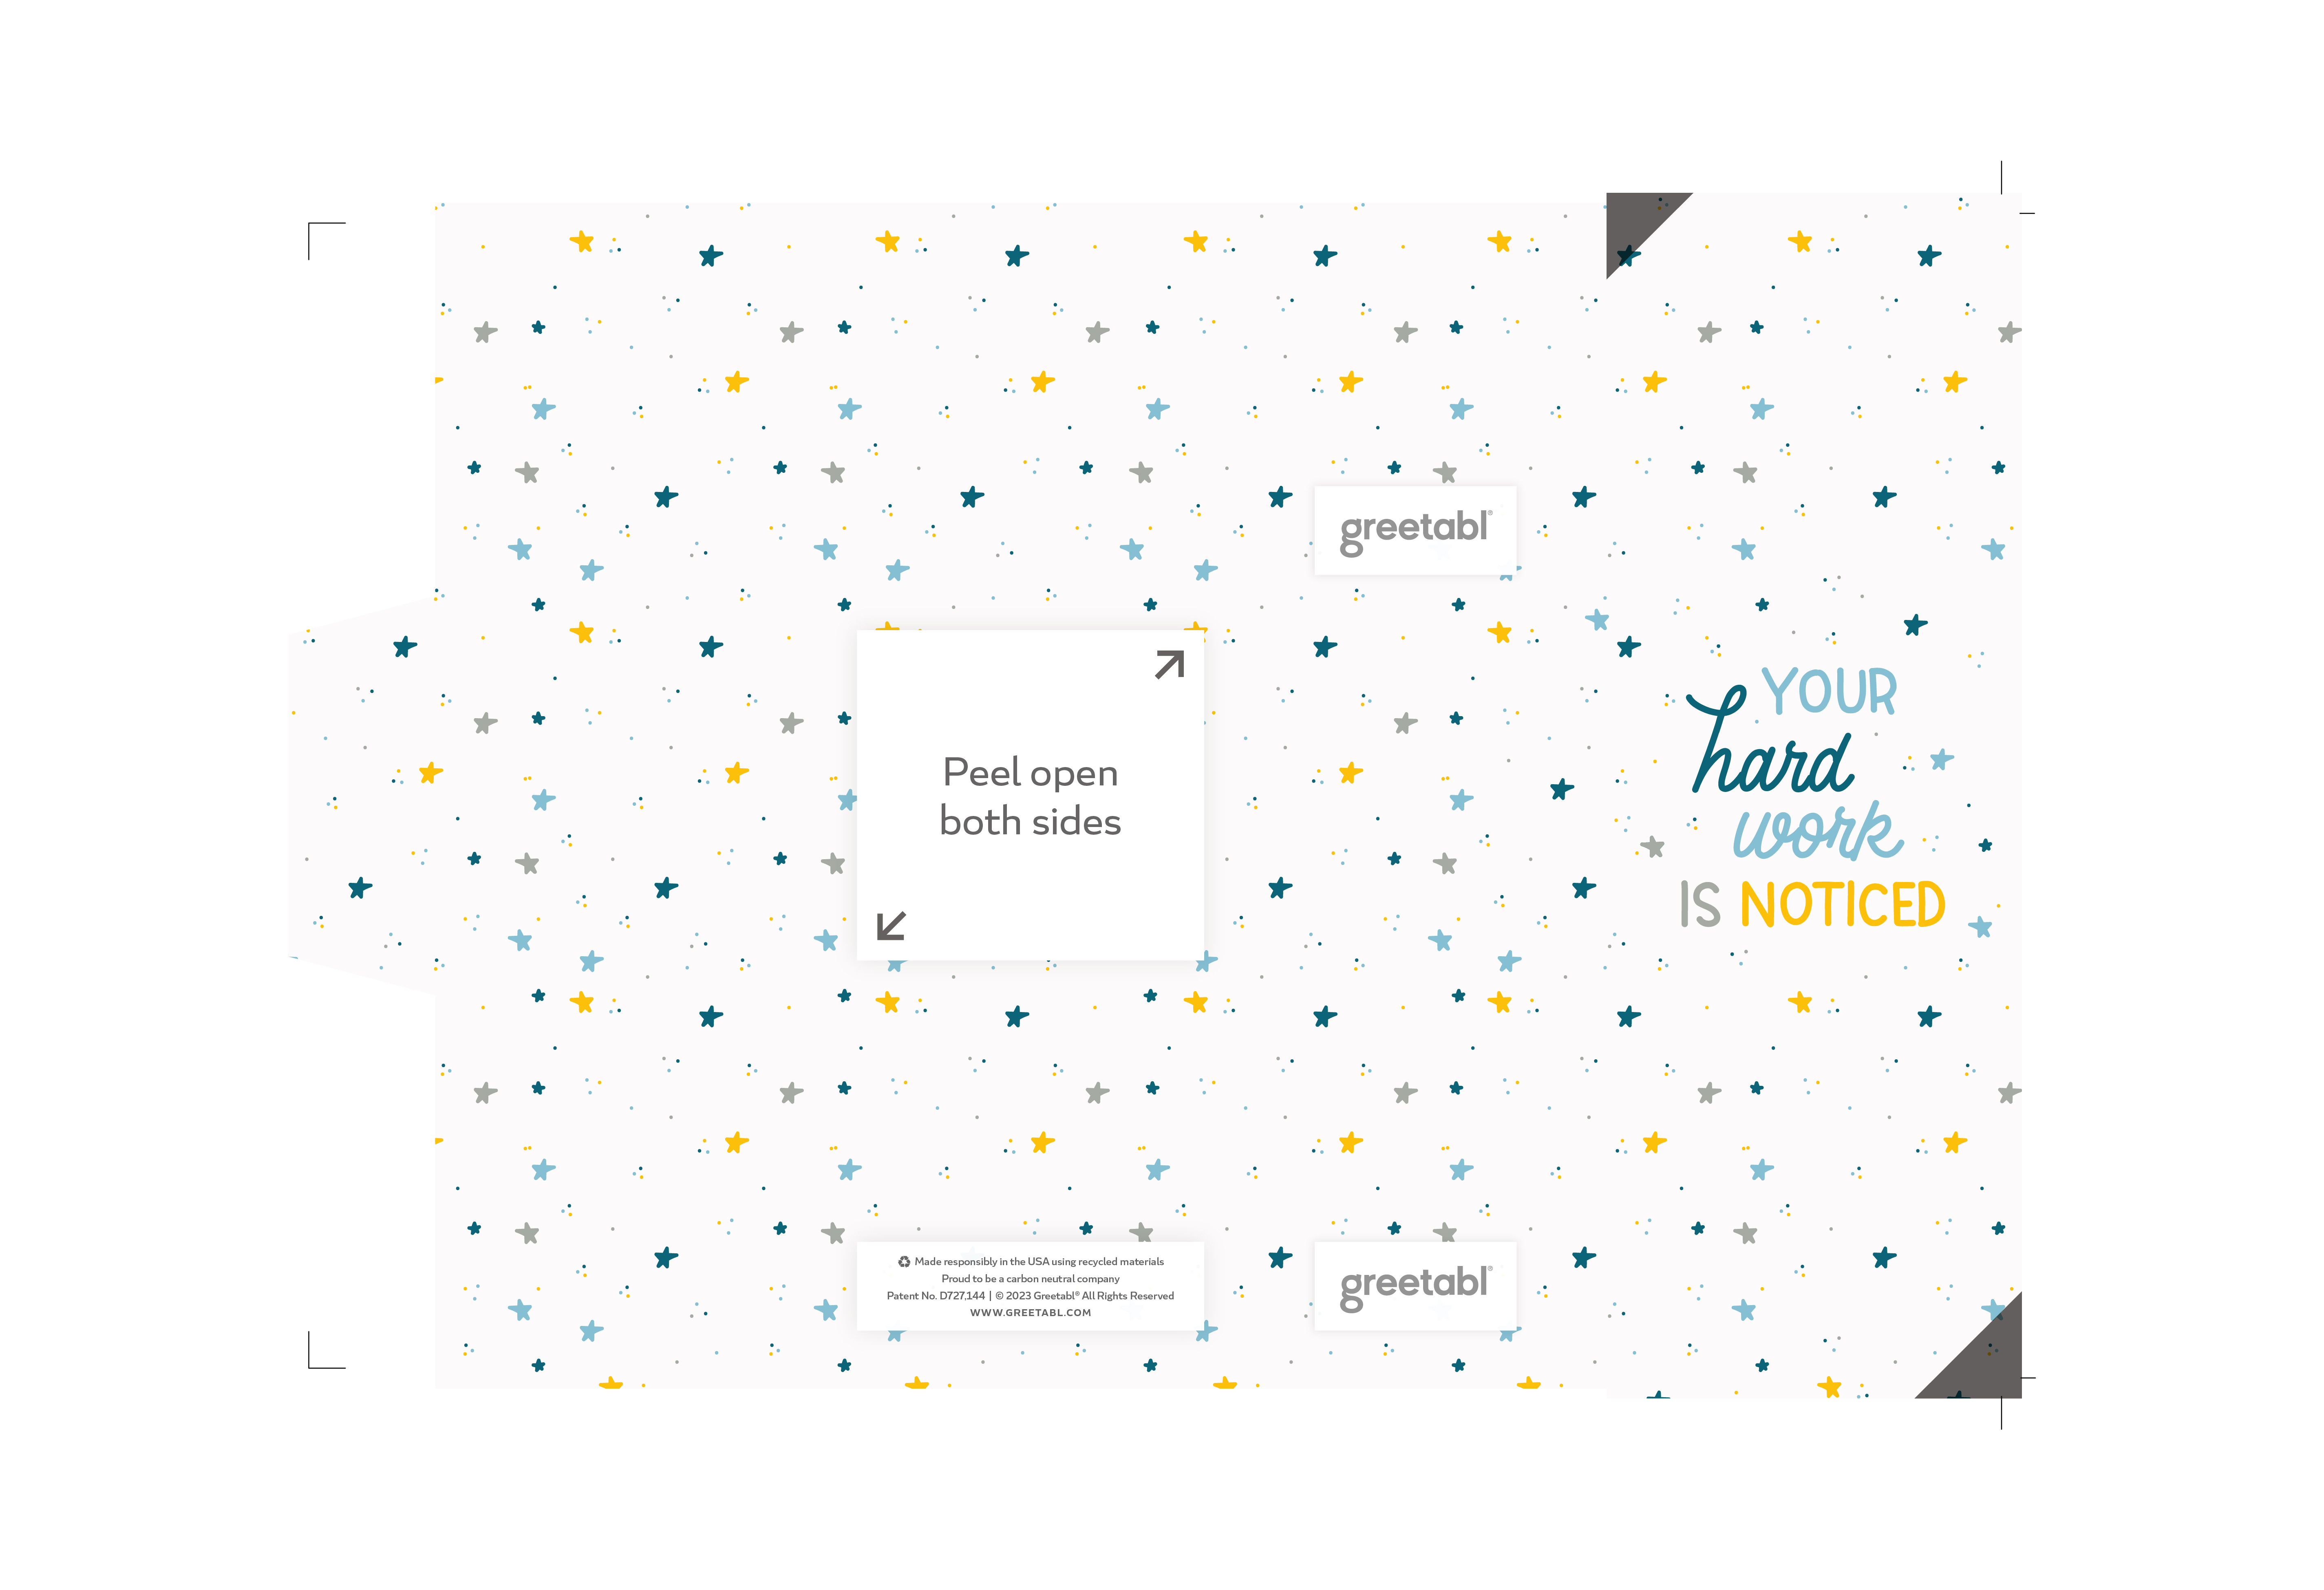 greetabl®
Peel open
both sides
YOUR
hard
work
IS NOTICED
Made responsibly in the USA using recycled materials
Proud to be a carbon neutral company
Patent No. D727,144 | © 2023 Greetabl® All Rights Reserved
WWW.GREETABL.COM
greetabl®